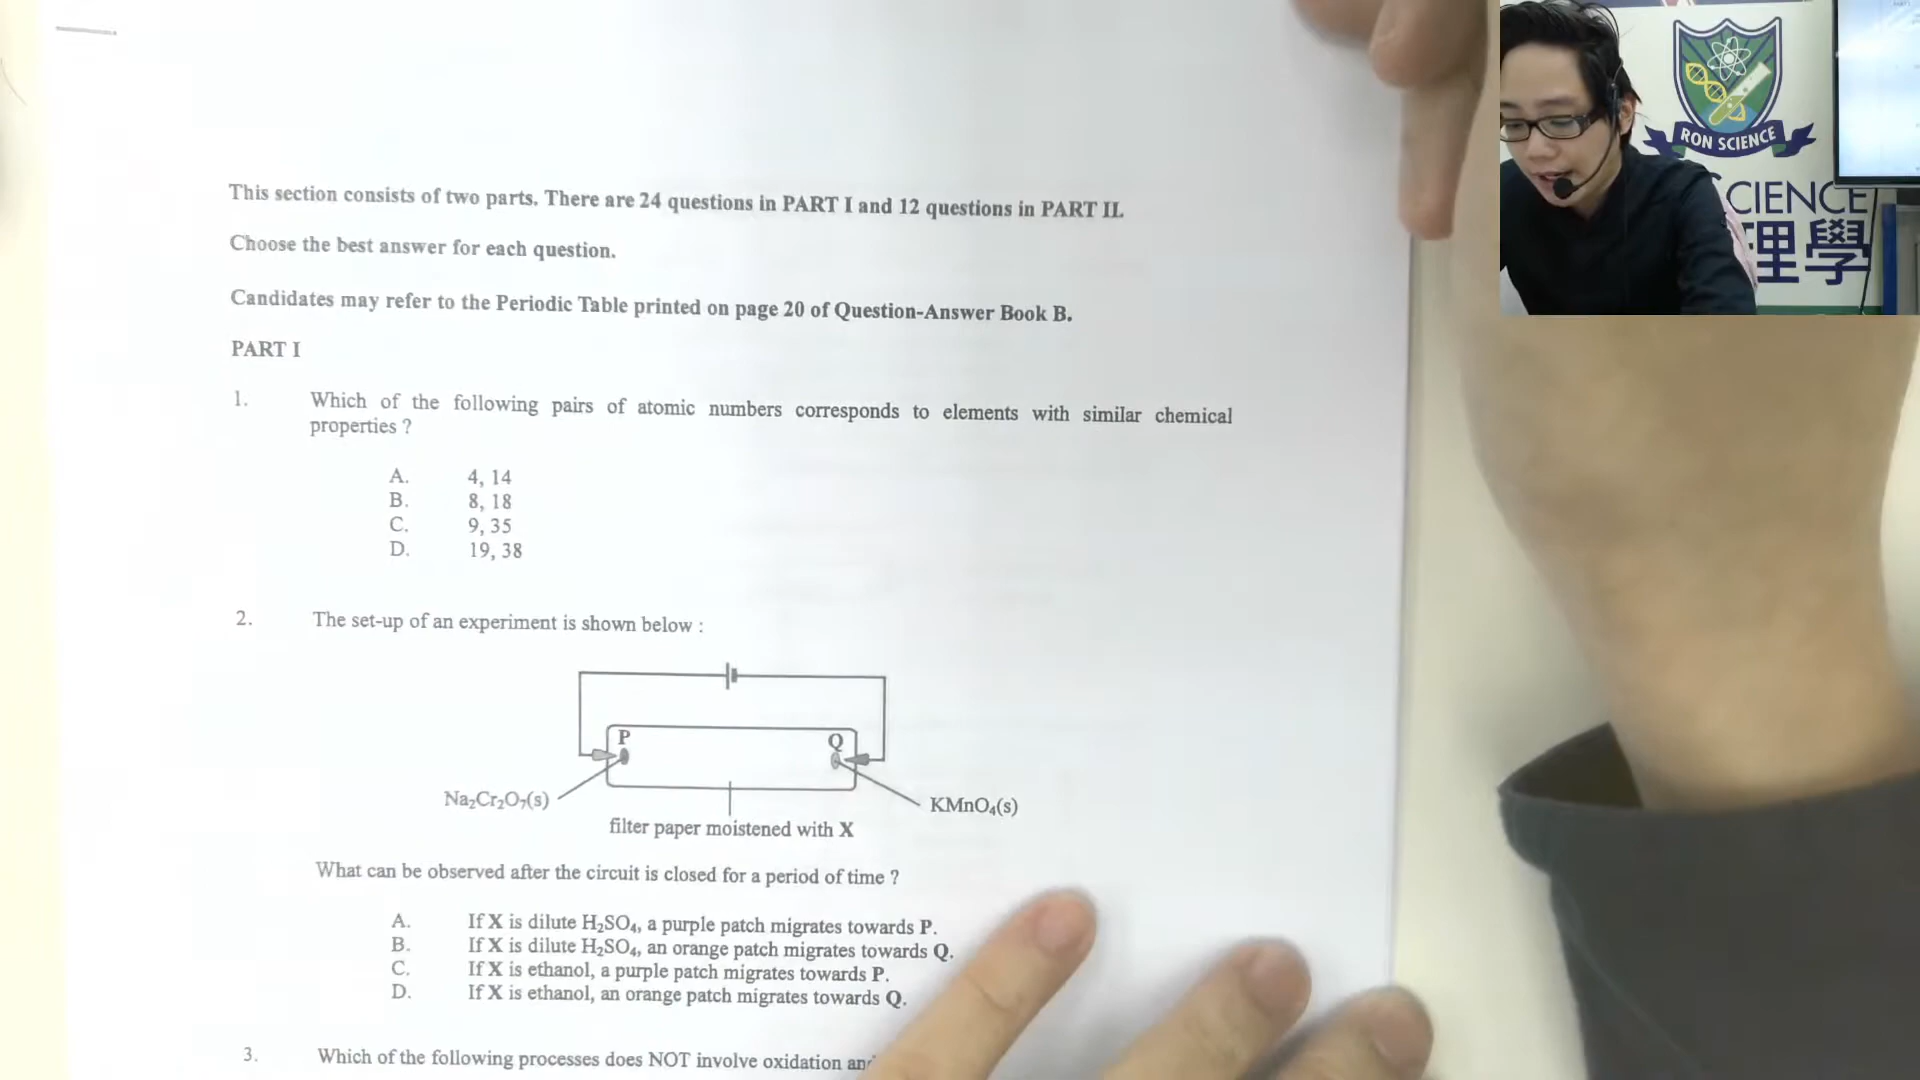 This section consists of two parts. There are 24 questions in PART I and 12 questions in PART II.
Choose the best answer for each question.
Candidates may refer to the Periodic Table printed on page 20 of Question-Answer Book B.
PART I
1. Which of the following pairs of atomic numbers corresponds to elements with similar chemical
properties ?
A. 4, 14
B. 8, 18
C. 9, 35
D. 19, 38
2. The set-up of an experiment is shown below :
P
Q
Na₂Cr₂O₇(s)
KMnO₄(s)
filter paper moistened with X
What can be observed after the circuit is closed for a period of time ?
A. If X is dilute H₂SO₄, a purple patch migrates towards P.
B. If X is dilute H₂SO₄, an orange patch migrates towards Q.
C. If X is ethanol, a purple patch migrates towards P.
D. If X is ethanol, an orange patch migrates towards Q.
3. Which of the following processes does NOT involve oxidation
RON SCIENCE
CIENCE
理學